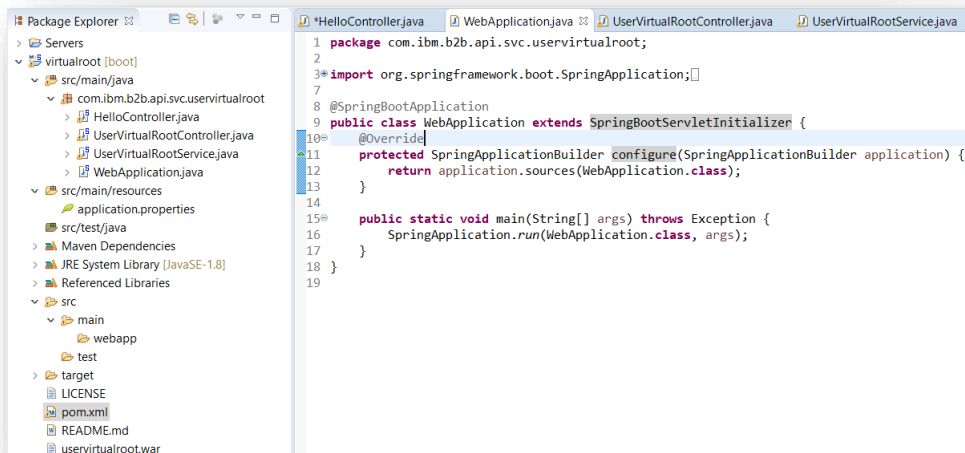 Package Explorer
Servers
virtualroot [boot]
src/main/java
com.ibm.b2b.api.svc.uservirtualroot
HelloController.java
UserVirtualRootController.java
UserVirtualRootService.java
WebApplication.java
src/main/resources
application.properties
src/test/java
Maven Dependencies
JRE System Library [JavaSE-1.8]
Referenced Libraries
src
main
webapp
test
target
LICENSE
pom.xml
README.md
uservirtualroot.war
*HelloController.java WebApplication.java UserVirtualRootController.java UserVirtualRootService.java
1 package com.ibm.b2b.api.svc.uservirtualroot;
2
3 import org.springframework.boot.SpringApplication;
7
8 @SpringBootApplication
9 public class WebApplication extends SpringBootServletInitializer {
10 @Override
11 protected SpringApplicationBuilder configure(SpringApplicationBuilder application) {
12 return application.sources(WebApplication.class);
13 }
14
15 public static void main(String[] args) throws Exception {
16 SpringApplication.run(WebApplication.class, args);
17 }
18 }
19